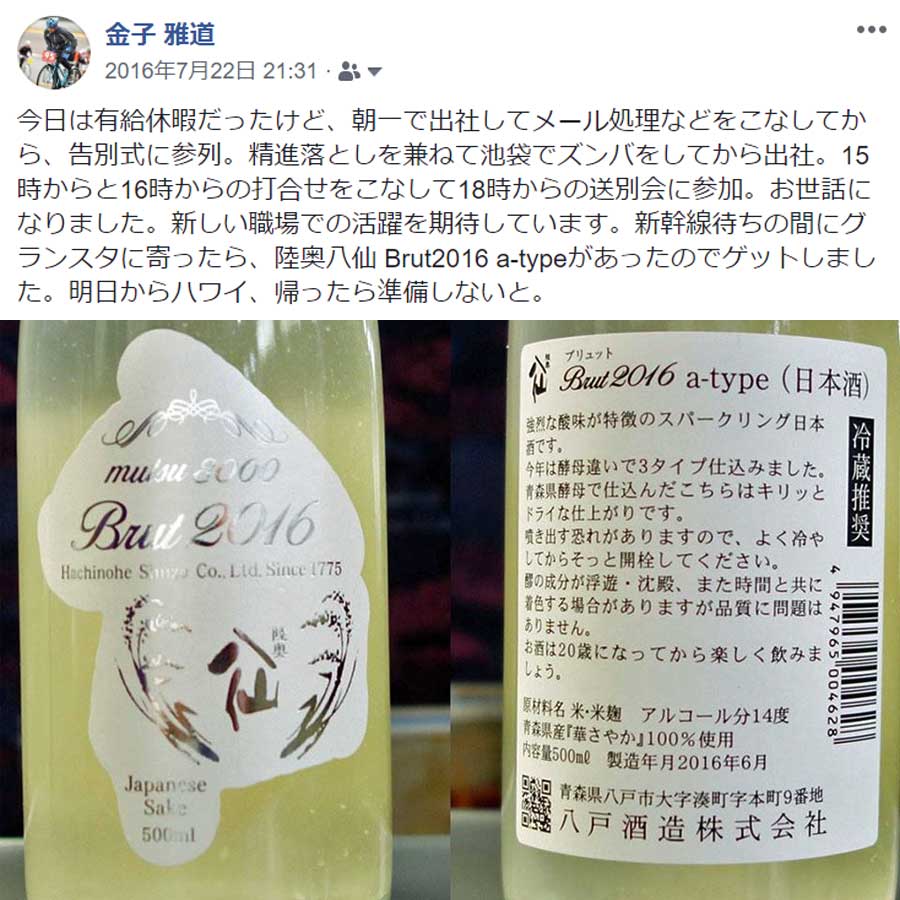 金子 雅道
2016年7月22日 21:31 ·
今日は有給休暇だったけど、朝一で出社してメール処理などをこなしてか
ら、告別式に参列。精進落としを兼ねて池袋でズンバをしてから出社。15
時からと16時からの打合せをこなして18時からの送別会に参加。お世話に
なりました。新しい職場での活躍を期待しています。新幹線待ちの間にグ
ランスタに寄ったら、陸奥八仙 Brut2016 a-typeがあったのでゲットしまし
た。明日からハワイ、帰ったら準備しないと。
mutsu 8000
Brut 2016
Hachinohe Shuzo Co., Ltd. Since 1775
陸奥
八仙
Japanese
Sake
500ml
陸奥
八仙
ブリュット
Brut2016 a-type (日本酒)
強烈な酸味が特徴のスパークリング日本
酒です。
今年は酵母違いで3タイプ仕込みました。
青森県酵母で仕込んだこちらはキリッと
ドライな仕上がりです。
噴き出す恐れがありますので、よく冷や
してからそっと開栓してください。
醪の成分が浮遊・沈殿、また時間と共に
着色する場合がありますが品質に問題は
ありません。
お酒は20歳になってから楽しく飲みま
しょう。
冷蔵推奨
原材料名 米・米麹 アルコール分14度
青森県産『華さやか』100%使用
内容量500ml 製造年月2016年6月
青森県八戸市大字湊町字本町9番地
八戸酒造株式会社
4 947965 004628